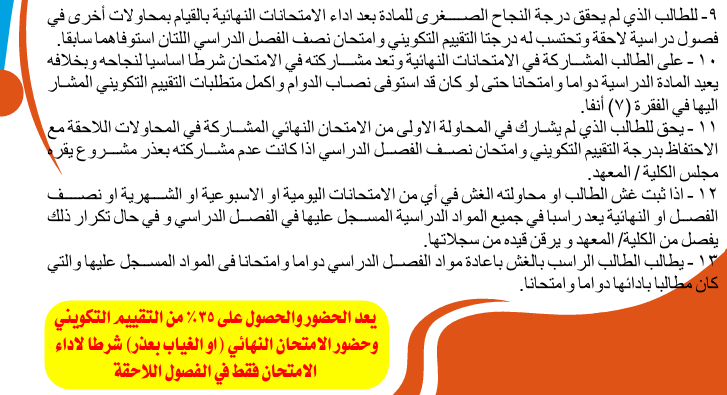 ٩- للطالب الذي لم يحقق درجة النجاح الصغرى للمادة بعد اداء الامتحانات النهائية بالقيام بمحاولات أخرى في
فصول دراسية لاحقة وتحتسب له درجتا التقييم التكويني وامتحان نصف الفصل الدراسي اللتان استوفاهما سابقا.
١٠ - على الطالب المشاركة في الامتحانات النهائية وتعد مشاركته في الامتحان شرطا اساسيا لنجاحه وبخلافه
يعيد المادة الدراسية دواما وامتحانا حتى لو كان قد استوفى نصاب الدوام واكمل متطلبات التقييم التكويني المشار
اليها في الفقرة (٧) أنفا.
١١ - يحق للطالب الذي لم يشارك في المحاولة الاولى من الامتحان النهائي المشاركة في المحاولات اللاحقة مع
الاحتفاظ بدرجة التقييم التكويني وامتحان نصف الفصل الدراسي اذا كانت عدم مشاركته بعذر مشروع يقره
مجلس الكلية / المعهد.
١٢ - اذا ثبت غش الطالب او محاولته الغش في أي من الامتحانات اليومية او الاسبوعية او الشهرية او نصف
الفصل او النهائية يعد راسبا في جميع المواد الدراسية المسجل عليها في الفصل الدراسي و في حال تكرار ذلك
يفصل من الكلية/ المعهد و يرقن قيده من سجلاتها.
١٣ - يطالب الطالب الراسب بالغش باعادة مواد الفصل الدراسي دواما وامتحانا فى المواد المسجل عليها والتي
كان مطالبا بادائها دواما وامتحانا.
يعد الحضور والحصول على ٣٥٪ من التقييم التكويني
وحضور الامتحان النهائي (او الغياب بعذر) شرطا لاداء
الامتحان فقط في الفصول اللاحقة